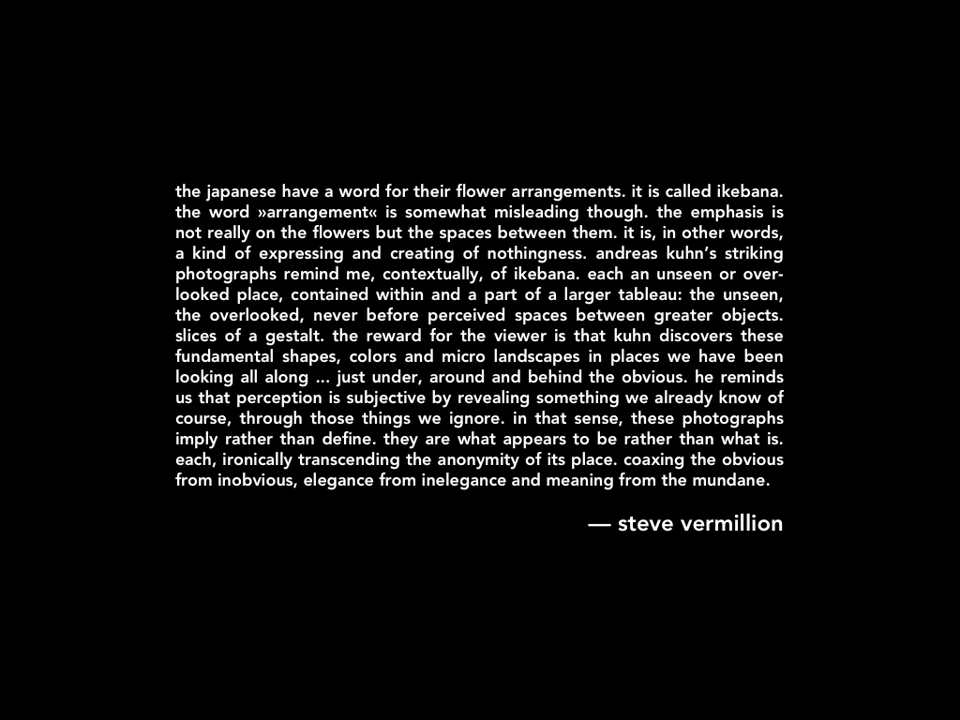 the japanese have a word for their flower arrangements. it is called ikebana.
the word »arrangement« is somewhat misleading though. the emphasis is
not really on the flowers but the spaces between them. it is, in other words,
a kind of expressing and creating of nothingness. andreas kuhn's striking
photographs remind me, contextually, of ikebana. each an unseen or over-
looked place, contained within and a part of a larger tableau: the unseen,
the overlooked, never before perceived spaces between greater objects.
slices of a gestalt. the reward for the viewer is that kuhn discovers these
fundamental shapes, colors and micro landscapes in places we have been
looking all along ... just under, around and behind the obvious. he reminds
us that perception is subjective by revealing something we already know of
course, through those things we ignore. in that sense, these photographs
imply rather than define. they are what appears to be rather than what is.
each, ironically transcending the anonymity of its place. coaxing the obvious
from inobvious, elegance from inelegance and meaning from the mundane.
— steve vermillion